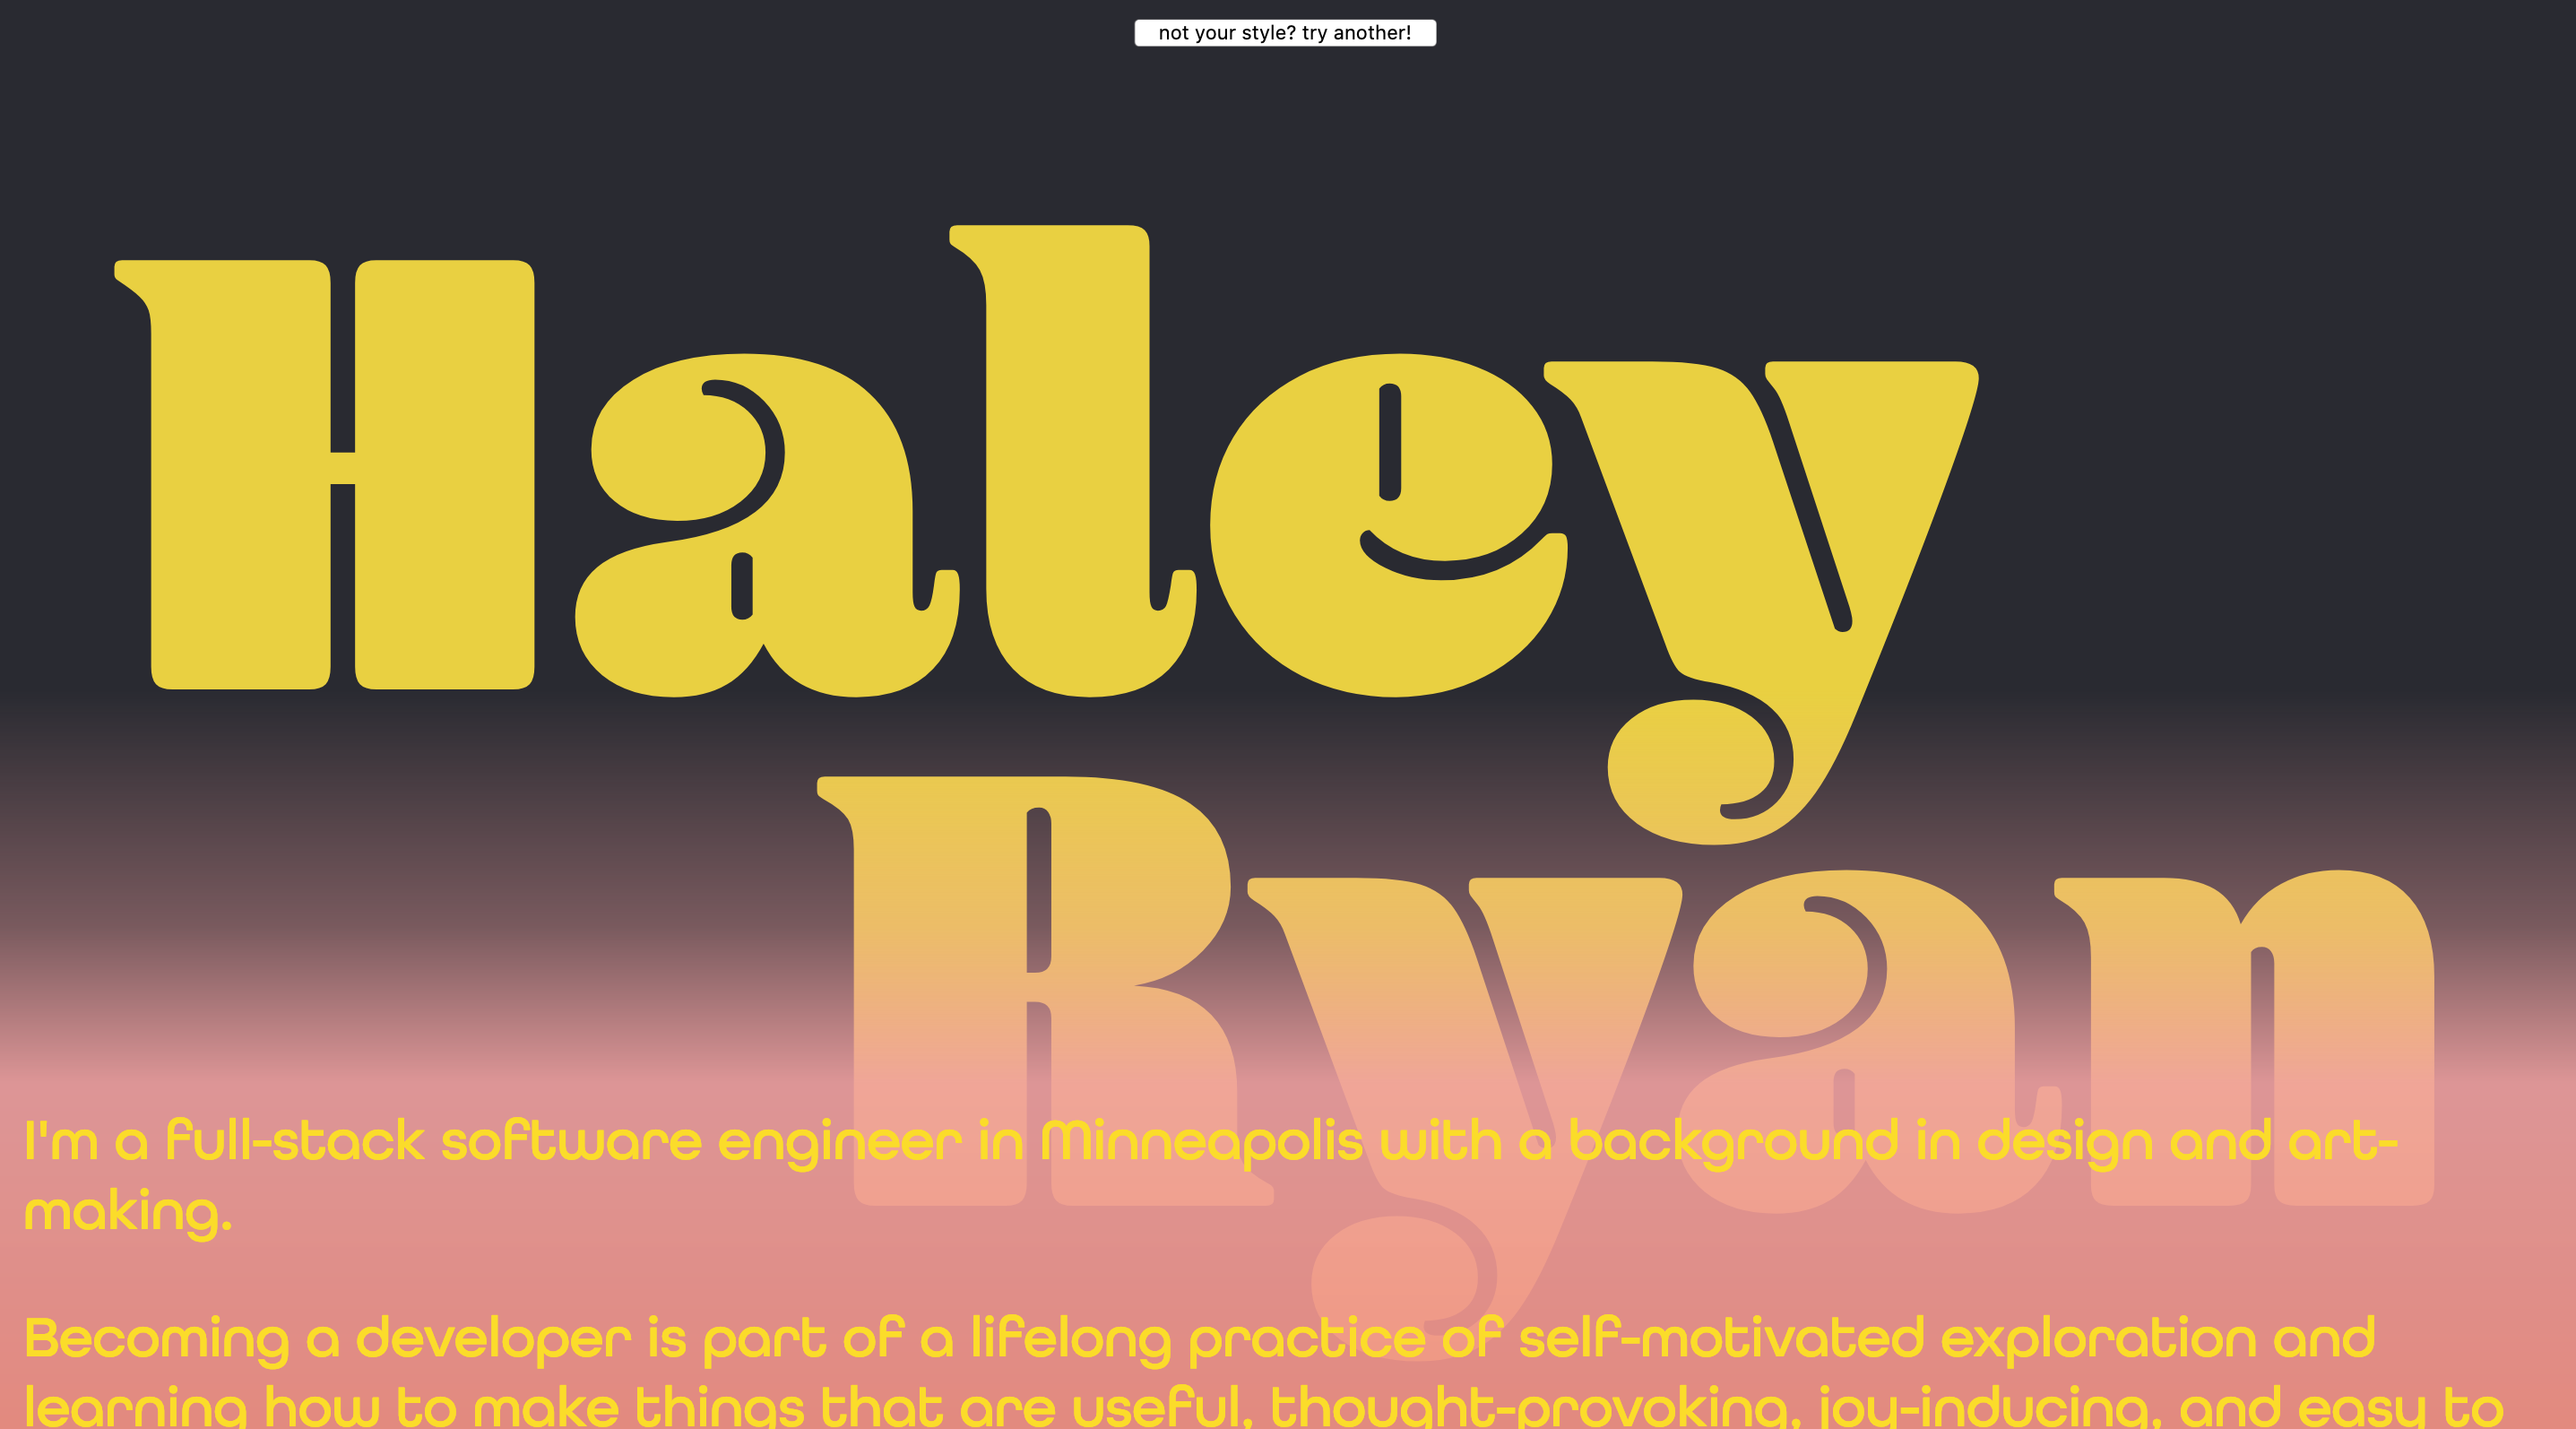 not your style? try another!
Haley
Ryan
I'm a full-stack software engineer in Minneapolis with a background in design and art-
making.
Becoming a developer is part of a lifelong practice of self-motivated exploration and
learning how to make things that are useful, thought-provoking, joy-inducing, and easy to